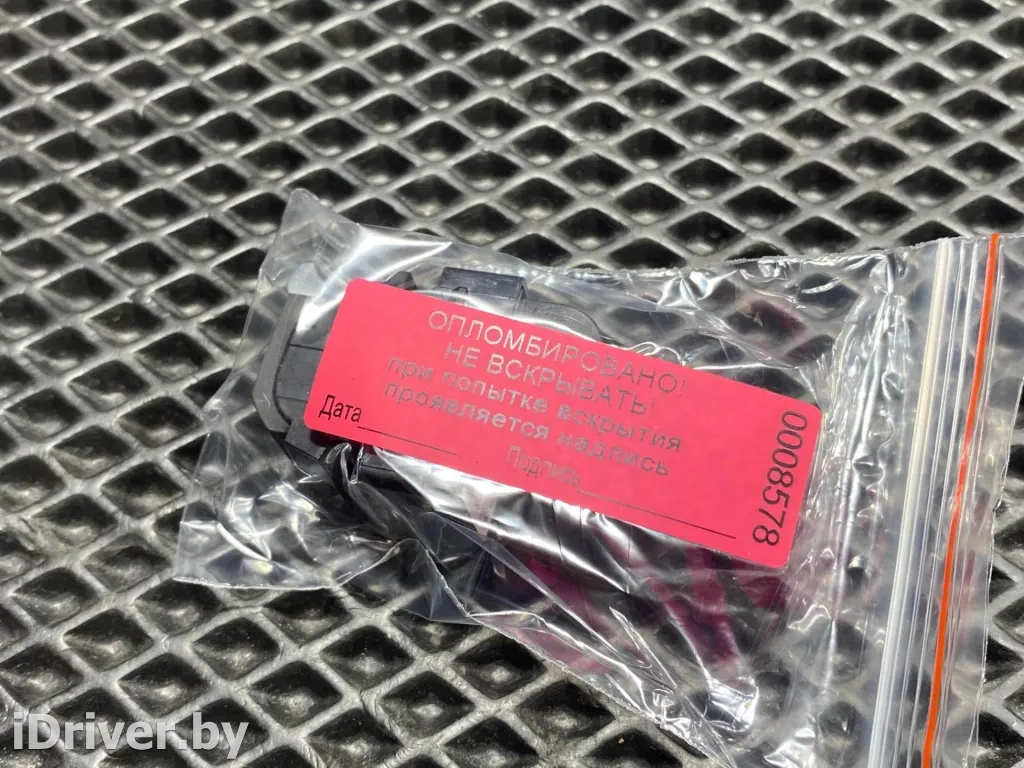 ОПЛОМБИРОВАНО!
НЕ ВСКРЫВАТЬ!
при попытке вскрытия
проявляется надпись
Дата
Подпись
0008578
iDriver.by